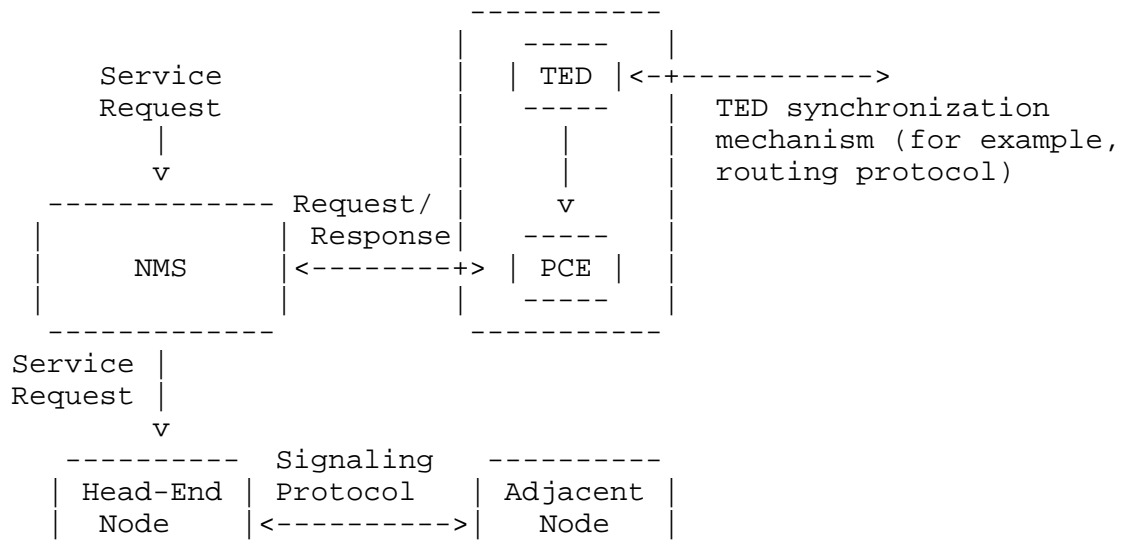 TED
Service
Request
TED synchronization
mechanism (for example,
routing protocol)
Request/
Response
NMS
PCE
Service
Request
Signaling
Protocol
Head-End
Node
Adjacent
Node